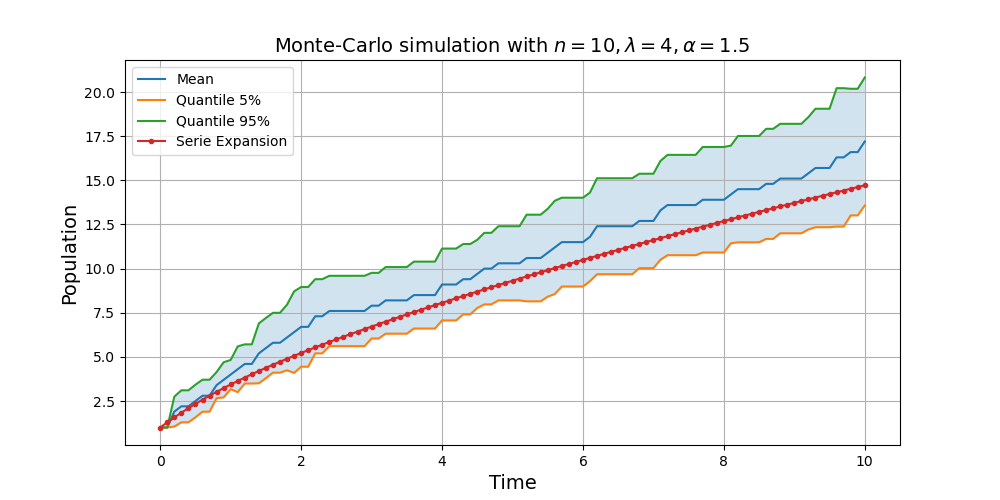 Monte-Carlo simulation with n = 10, λ = 4, α = 1.5
Mean
Quantile 5%
Quantile 95%
Serie Expansion
Population
20.0
17.5
15.0
12.5
10.0
7.5
5.0
2.5
0 2 4 6 8 10
Time